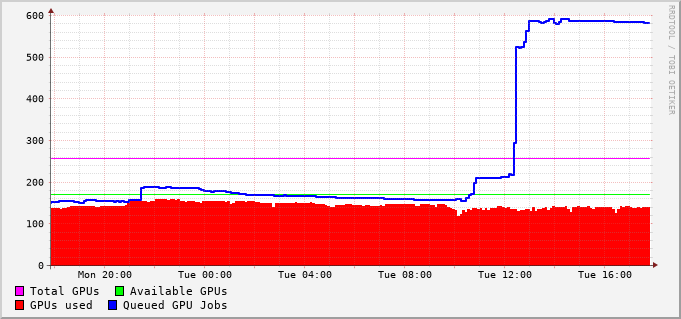 600
500
400
300
200
100
0
Mon 20:00 Tue 00:00 Tue 04:00 Tue 08:00 Tue 12:00 Tue 16:00
Total GPUs Available GPUs
GPUs used Queued GPU Jobs
RRDTOOL / TOBI OETIKER